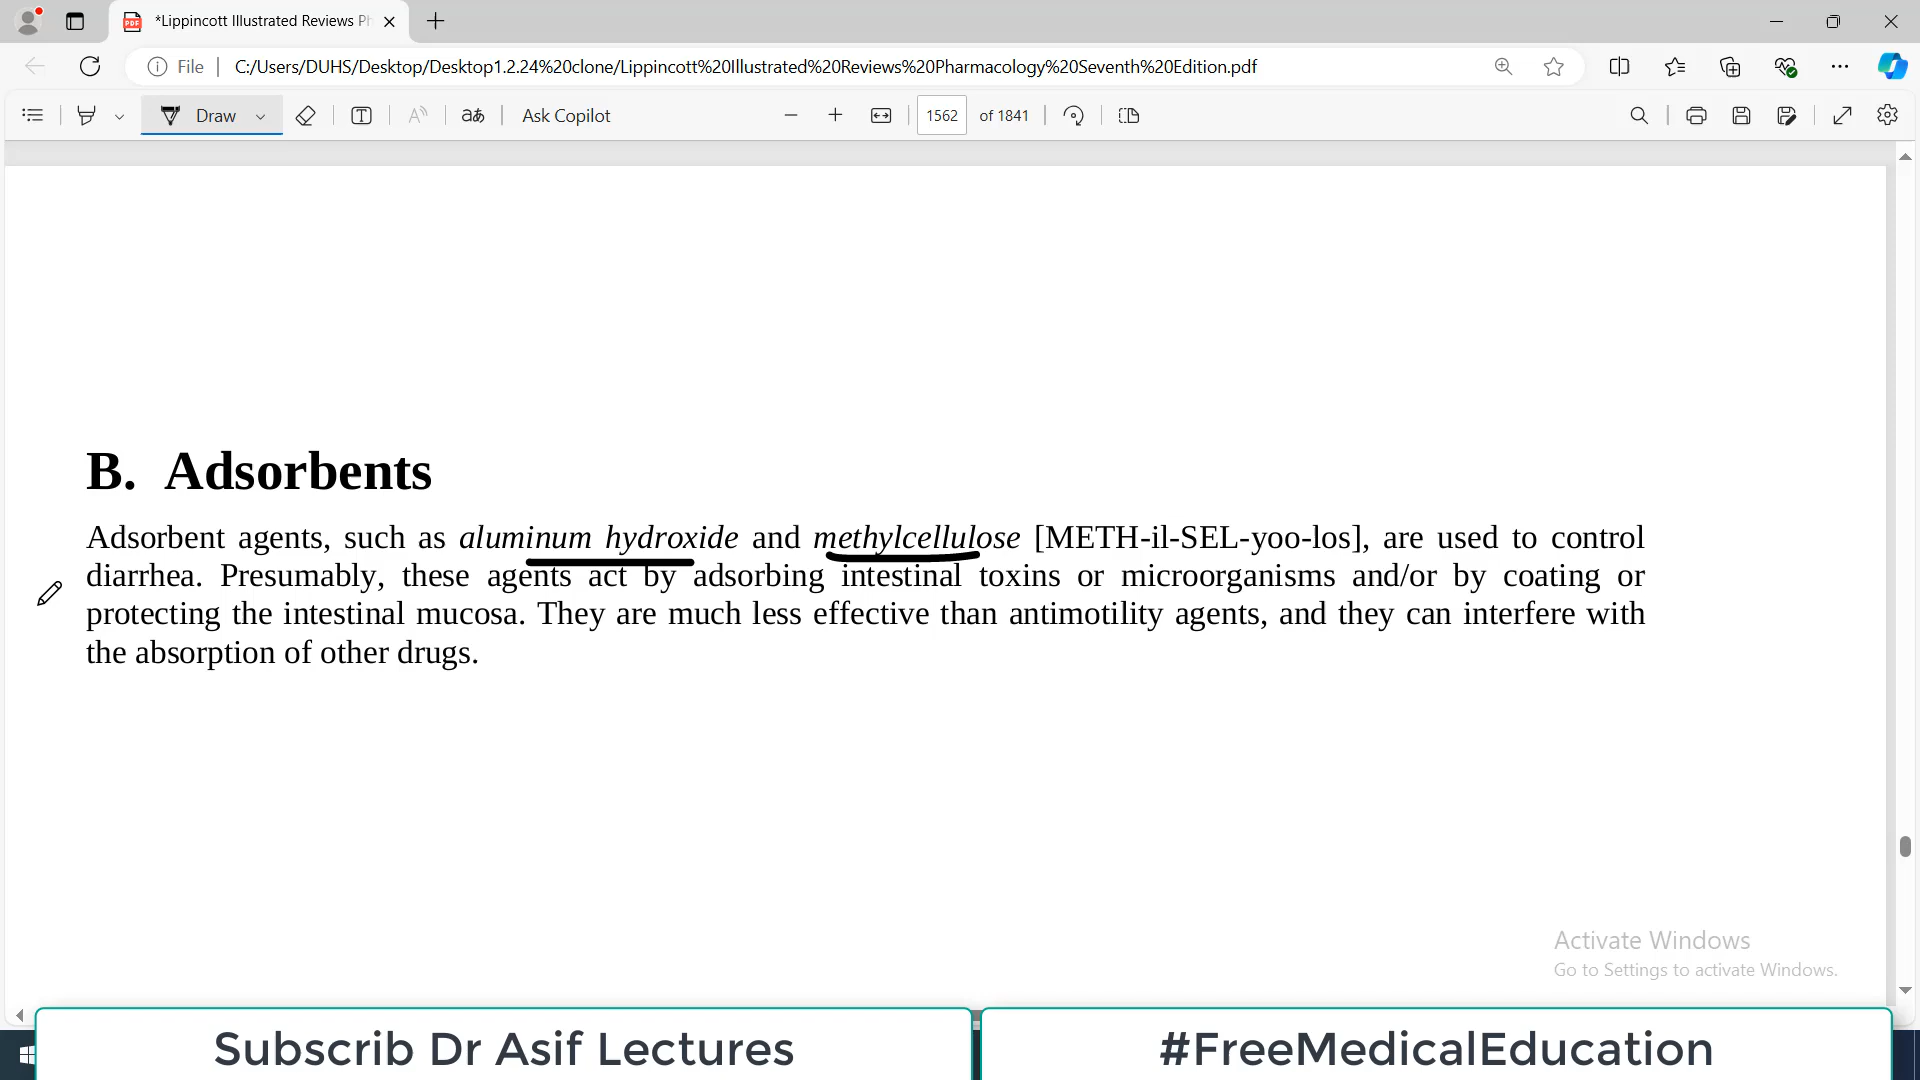 *Lippincott Illustrated Reviews Ph
File
C:/Users/DUHS/Desktop/Desktop1.2.24%20clone/Lippincott%20Illustrated%20Reviews%20Pharmacology%20Seventh%20Edition.pdf
Draw
aあ
Ask Copilot
1562 of 1841
B. Adsorbents
Adsorbent agents, such as aluminum hydroxide and methylcellulose [METH-il-SEL-yoo-los], are used to control
diarrhea. Presumably, these agents act by adsorbing intestinal toxins or microorganisms and/or by coating or
protecting the intestinal mucosa. They are much less effective than antimotility agents, and they can interfere with
the absorption of other drugs.
Activate Windows
Go to Settings to activate Windows.
Subscrib Dr Asif Lectures
#FreeMedicalEducation